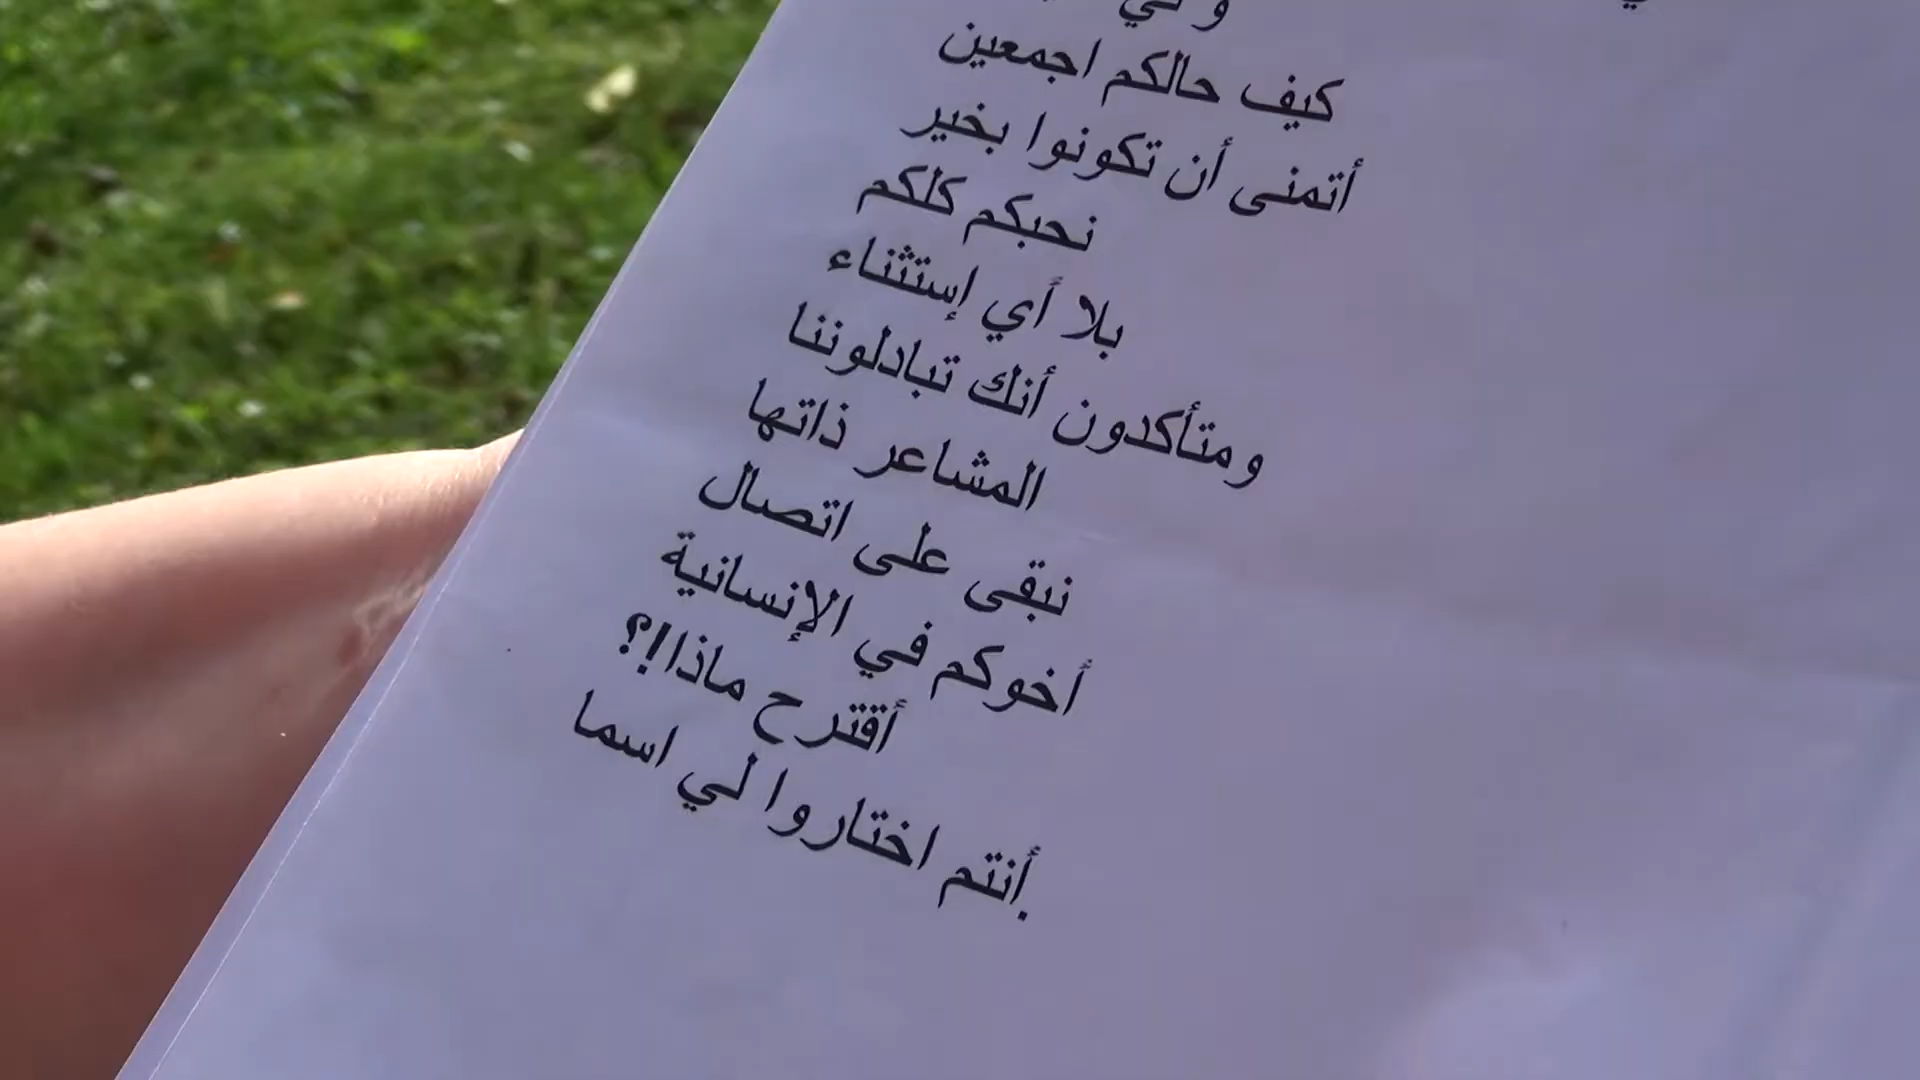 كيف حالكم اجمعين
أتمنى أن تكونوا بخير
نحبكم كلكم
بلا أي إستثناء
ومتأكدون أنك تبادلوننا
المشاعر ذاتها
نبقى على اتصال
أخوكم في الإنسانية
أقترح ماذا!؟
أنتم اختاروا لي اسما.